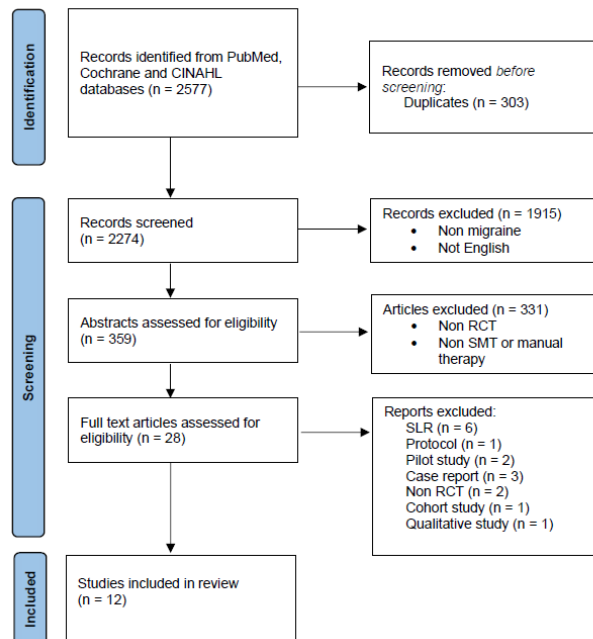 Identification
Records identified from PubMed,
Cochrane and CINAHL
databases (n = 2577)
Records removed before
screening:
Duplicates (n = 303)
Screening
Records screened
(n = 2274)
Records excluded (n = 1915)
• Non migraine
• Not English
Abstracts assessed for eligibility
(n = 359)
Articles excluded (n = 331)
• Non RCT
• Non SMT or manual
therapy
Full text articles assessed for
eligibility (n = 28)
Reports excluded:
SLR (n = 6)
Protocol (n = 1)
Pilot study (n = 2)
Case report (n = 3)
Non RCT (n = 2)
Cohort study (n = 1)
Qualitative study (n = 1)
Included
Studies included in review
(n = 12)